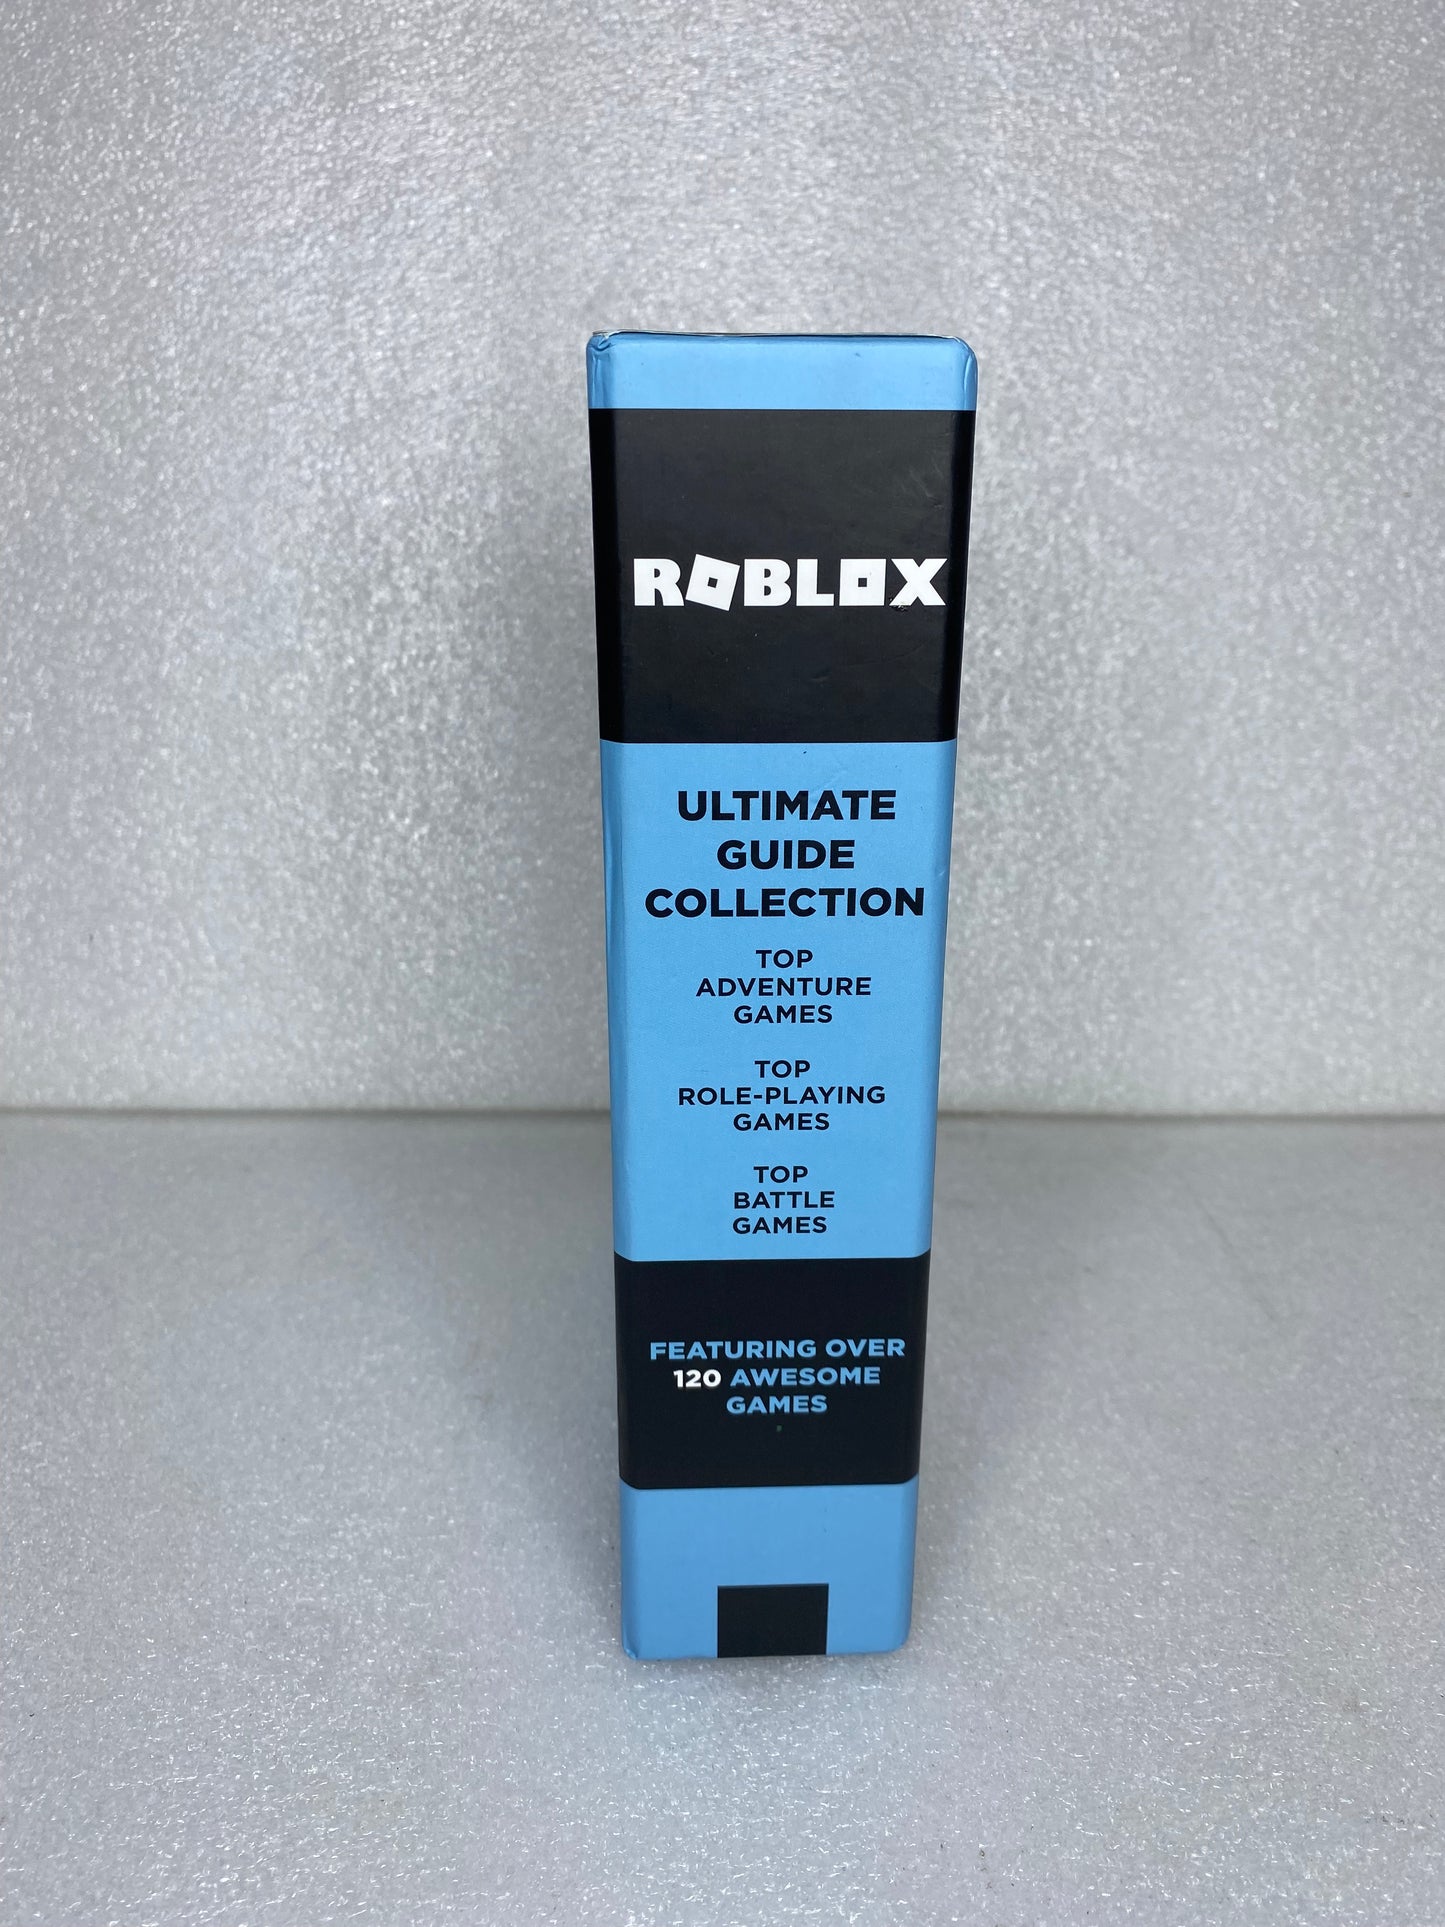 ROBLOX
ULTIMATE
GUIDE
COLLECTION
TOP
ADVENTURE
GAMES
TOP
ROLE-PLAYING
GAMES
TOP
BATTLE
GAMES
FEATURING OVER
120 AWESOME
GAMES